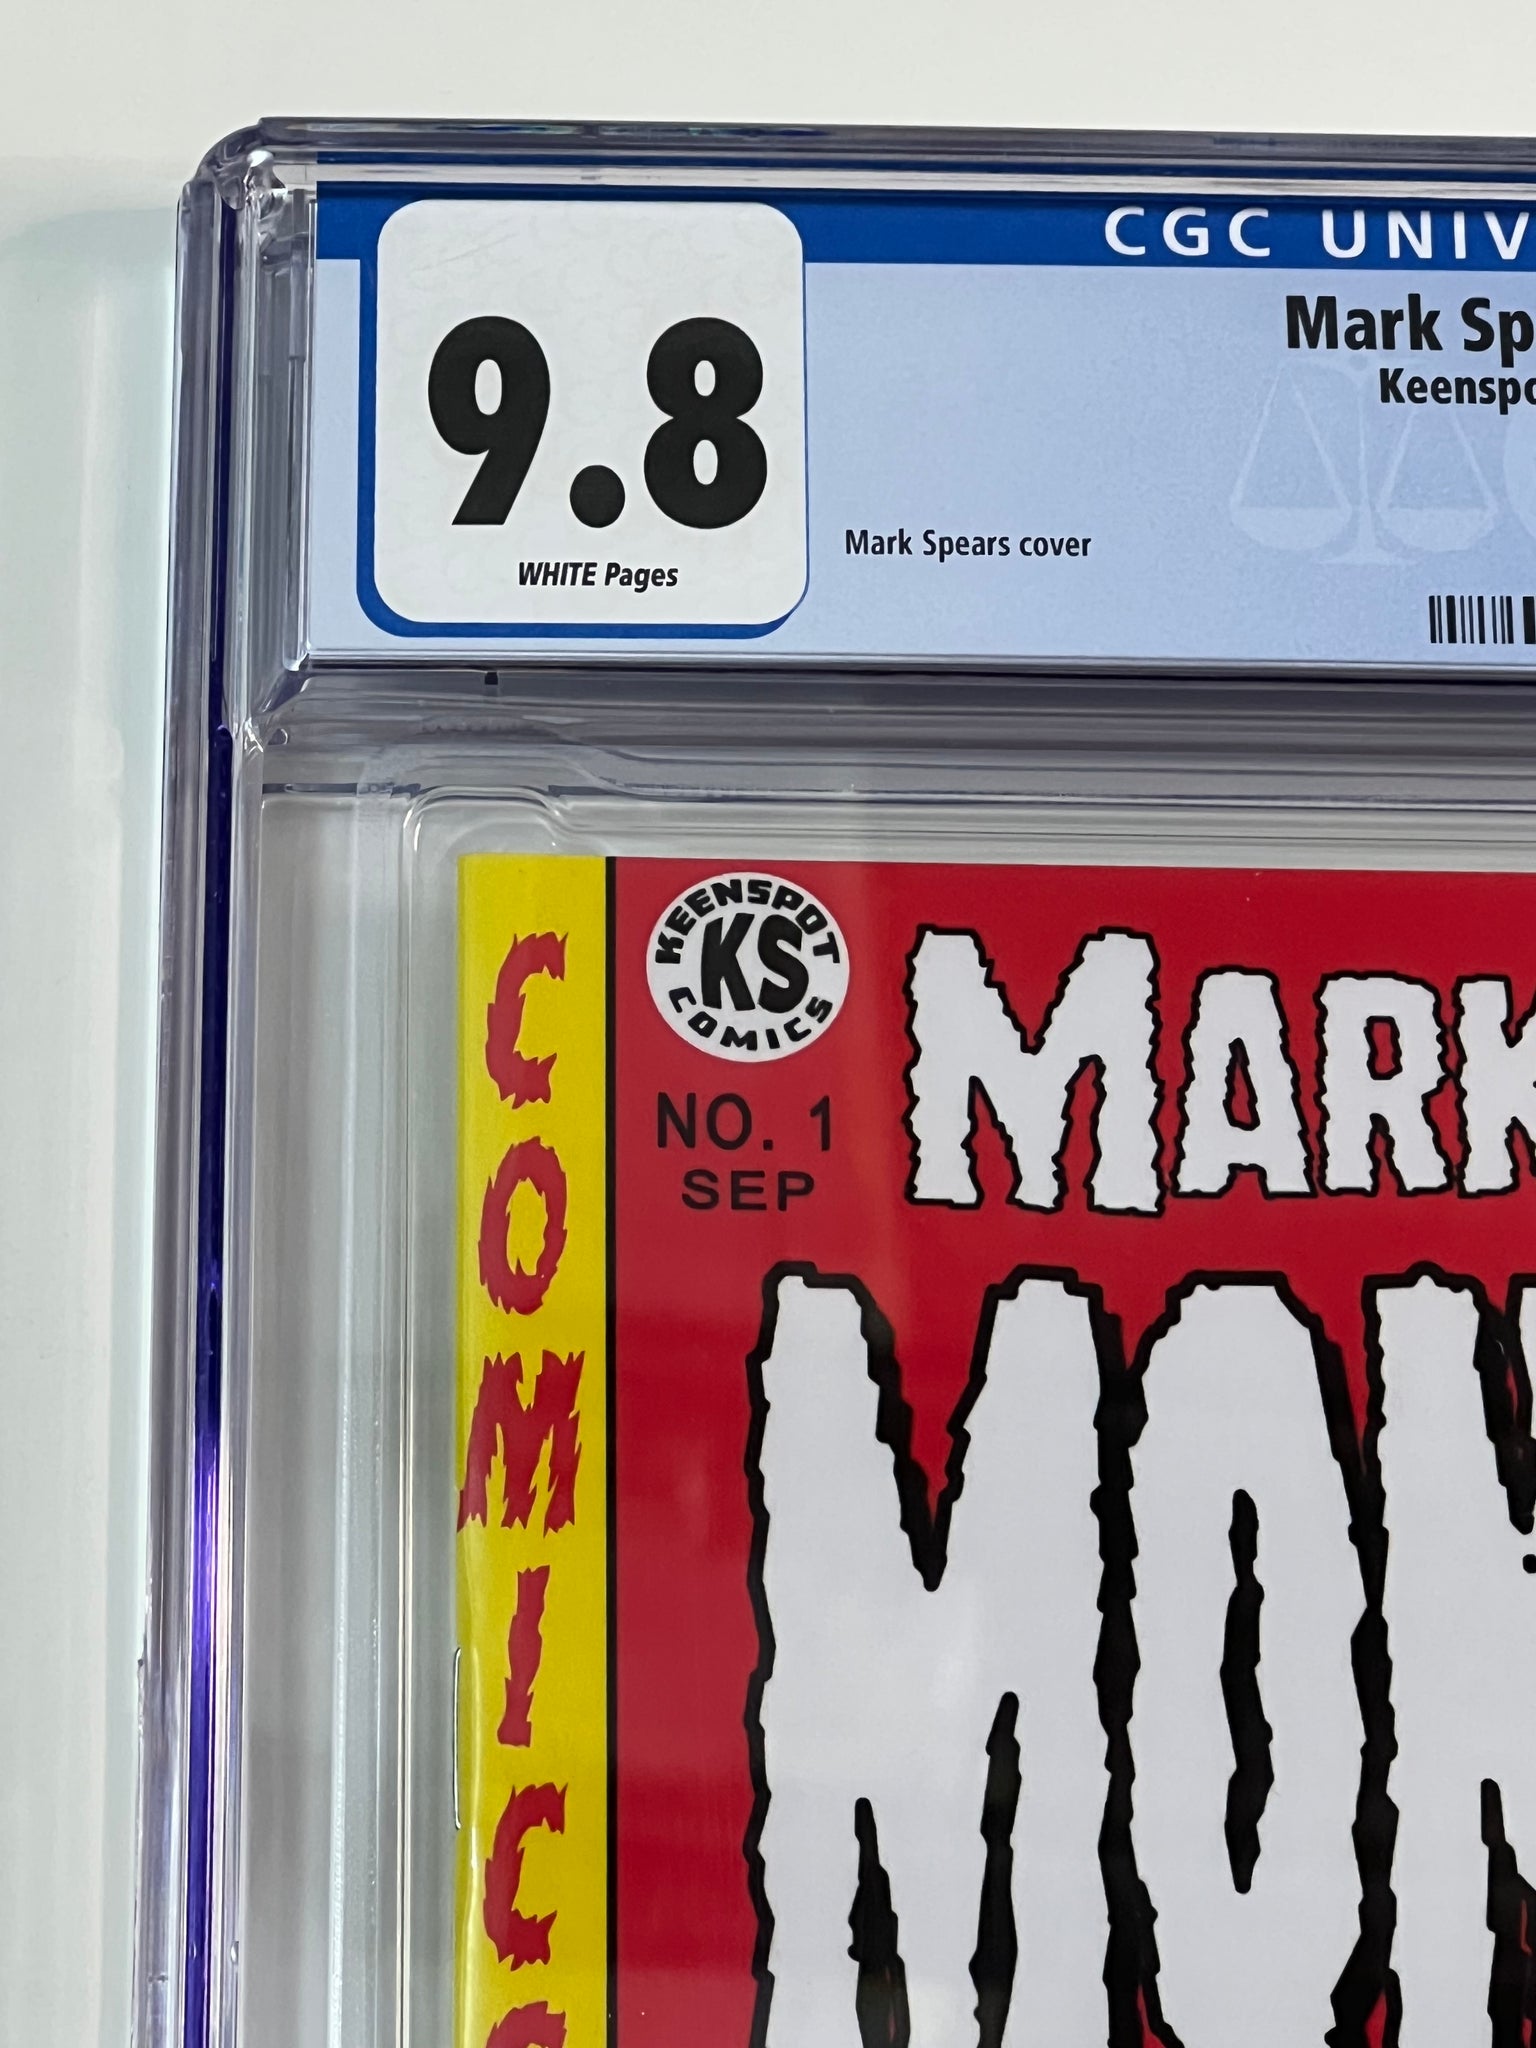 CGC UNIV
9.8
WHITE Pages
Mark Sp
Keenspo
Mark Spears cover
COMICS
KEENSPOT
KS
COMICS
NO. 1
SEP
MARK
MON